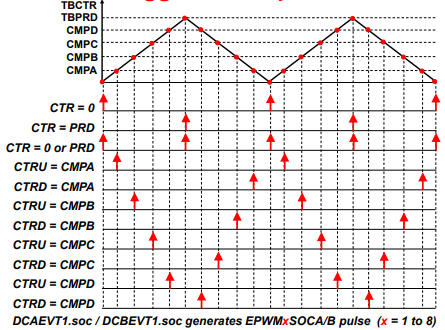 TBCTR
TBPRD
CMPD
CMPC
CMPB
CMPA
CTR = 0
CTR = PRD
CTR = 0 or PRD
CTRU = CMPA
CTRD = CMPA
CTRU = CMPB
CTRD = CMPB
CTRU = CMPC
CTRD = CMPC
CTRU = CMPD
CTRD = CMPD
DCAEVT1.soc / DCBEVT1.soc generates EPWMxSOCA/B pulse (x = 1 to 8)